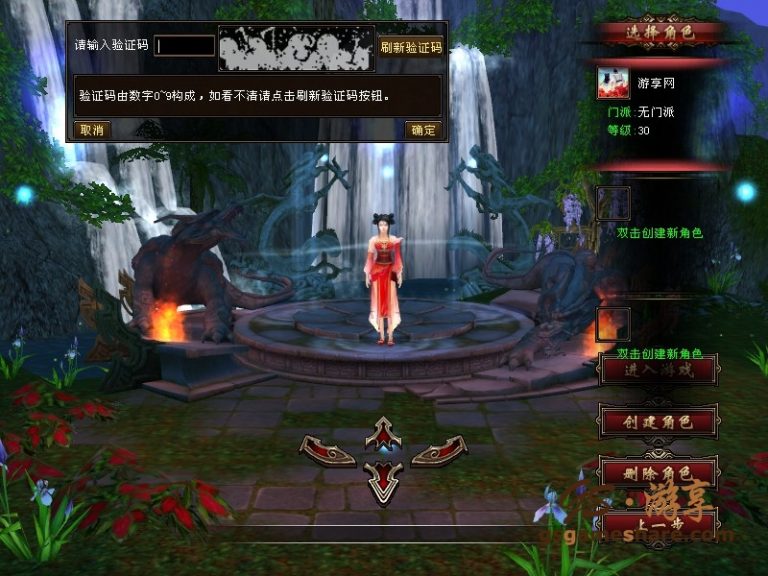 请输入验证码
刷新验证码
验证码由数字0~9构成，如看不清请点击刷新验证码按钮。
取消
确定
选择角色
游享网
门派:无门派
等级:30
双击创建新角色
双击创建新角色
进入游戏
创建角色
删除角色
上一步
游享
gameshare.com